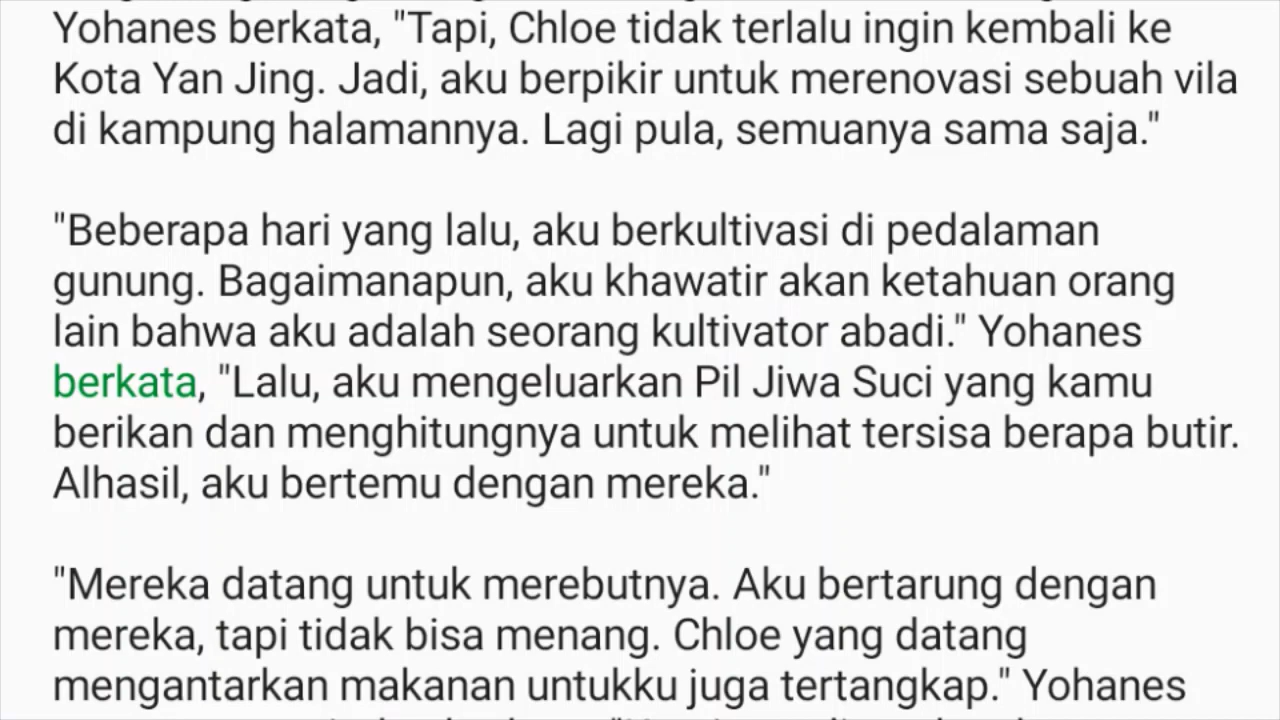 Yohanes berkata, "Tapi, Chloe tidak terlalu ingin kembali ke
Kota Yan Jing. Jadi, aku berpikir untuk merenovasi sebuah vila
di kampung halamannya. Lagi pula, semuanya sama saja."
"Beberapa hari yang lalu, aku berkultivasi di pedalaman
gunung. Bagaimanapun, aku khawatir akan ketahuan orang
lain bahwa aku adalah seorang kultivator abadi." Yohanes
berkata, "Lalu, aku mengeluarkan Pil Jiwa Suci yang kamu
berikan dan menghitungnya untuk melihat tersisa berapa butir.
Alhasil, aku bertemu dengan mereka."
"Mereka datang untuk merebutnya. Aku bertarung dengan
mereka, tapi tidak bisa menang. Chloe yang datang
mengantarkan makanan untukku juga tertangkap." Yohanes